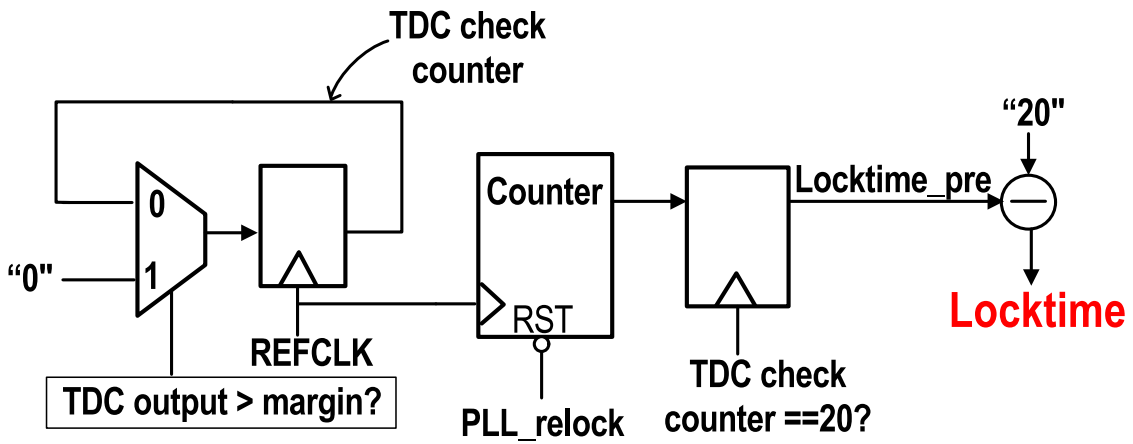 TDC check
counter
“20"
0
Counter
Locktime_pre
“0"
1
RST
Locktime
REFCLK
TDC output > margin?
PLL_relock
TDC check
counter ==20?